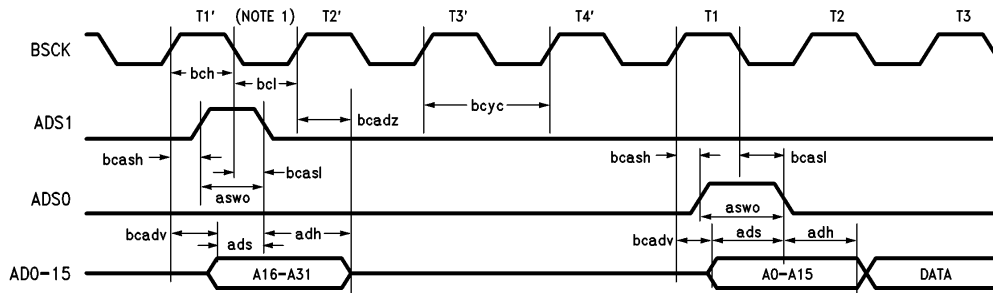 T1' (NOTE 1) T2' T3' T4' T1 T2 T3
BSCK
bch
bcl
bcyc
ADS1
bcadz
bcash
bcasl
bcash
bcasl
ADS0
aswo
aswo
bcadv
ads
adh
bcadv
ads
adh
AD0-15
A16-A31
A0-A15
DATA